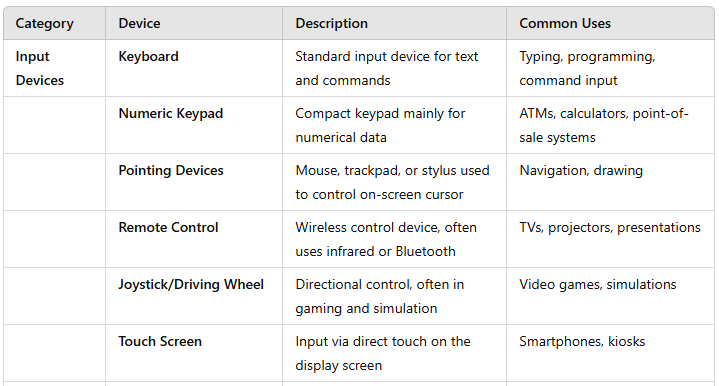 Category Device Description Common Uses
Input Keyboard Standard input device for text Typing, programming,
Devices and commands command input
Numeric Keypad Compact keypad mainly for ATMs, calculators, point-of-
numerical data sale systems
Pointing Devices Mouse, trackpad, or stylus used Navigation, drawing
to control on-screen cursor
Remote Control Wireless control device, often TVs, projectors, presentations
uses infrared or Bluetooth
Joystick/Driving Wheel Directional control, often in Video games, simulations
gaming and simulation
Touch Screen Input via direct touch on the Smartphones, kiosks
display screen